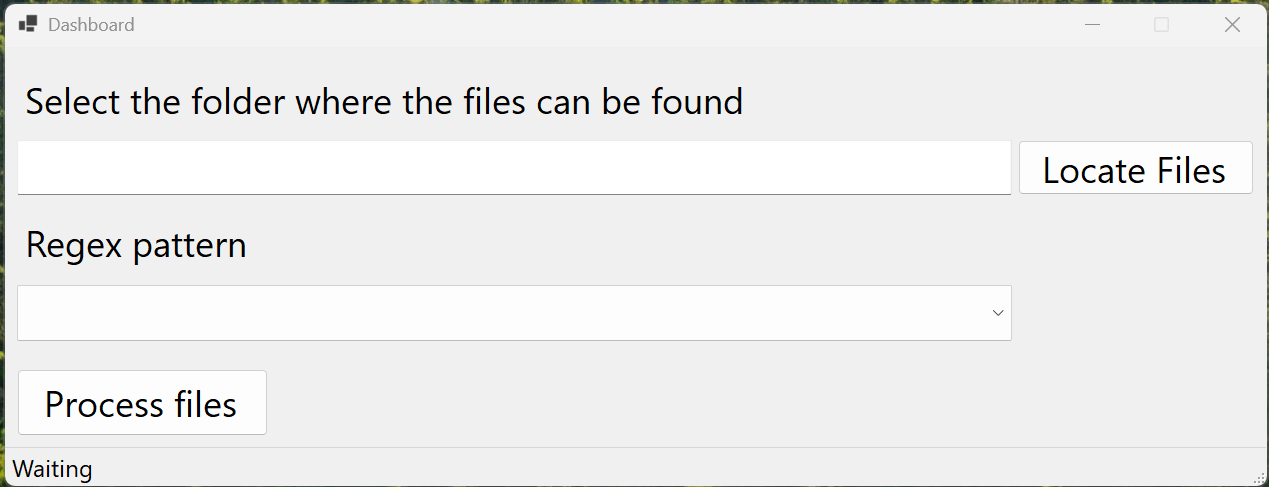 Dashboard
Select the folder where the files can be found
Locate Files
Regex pattern
Process files
Waiting